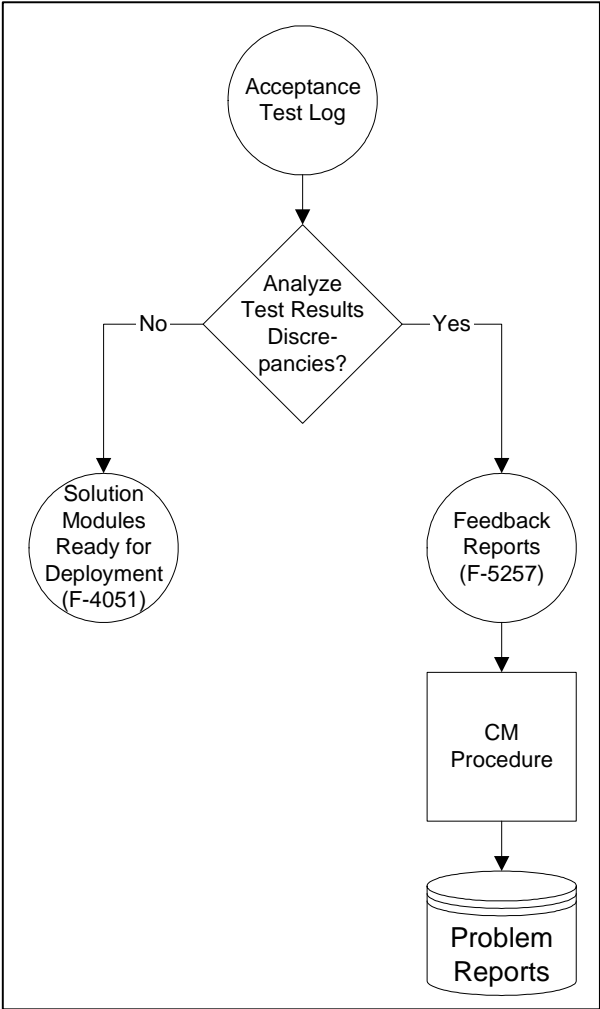 Acceptance
Test Log
Analyze
Test Results
Discre-
pancies?
No
Yes
Solution
Modules
Ready for
Deployment
(F-4051)
Feedback
Reports
(F-5257)
CM
Procedure
Problem
Reports